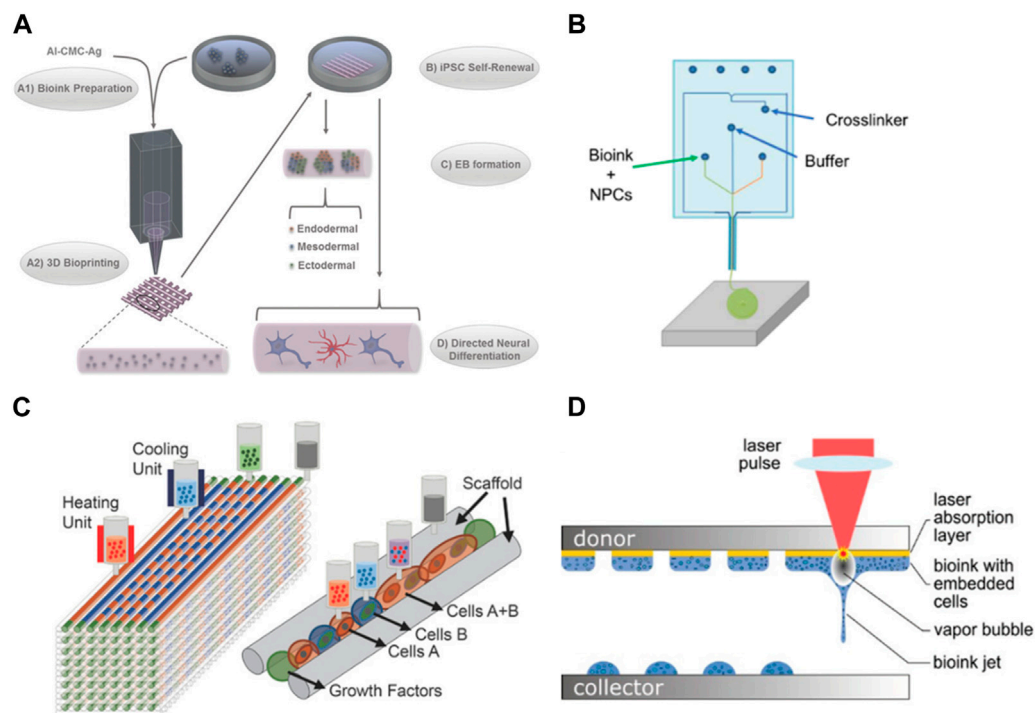 A
Al-CMC-Ag
A1) Bioink Preparation
B) iPSC Self-Renewal
C) EB formation
Endodermal
Mesodermal
Ectodermal
A2) 3D Bioprinting
D) Directed Neural
Differentiation
B
Crosslinker
Buffer
Bioink
+
NPCs
C
Cooling
Unit
Heating
Unit
Scaffold
Cells A+B
Cells B
Cells A
Growth Factors
D
laser
pulse
laser
absorption
layer
donor
bioink with
embedded
cells
vapor bubble
bioink jet
collector